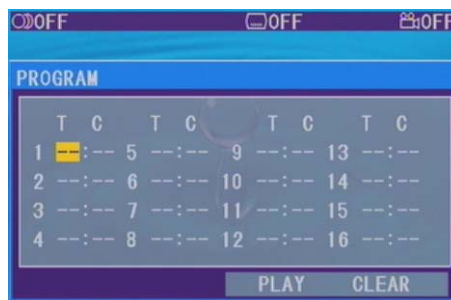 OFF OFF OFF
PROGRAM
T C T C T C T C
1 --:-- 5 --:-- 9 --:-- 13 --:--
2 --:-- 6 --:-- 10 --:-- 14 --:--
3 --:-- 7 --:-- 11 --:-- 15 --:--
4 --:-- 8 --:-- 12 --:-- 16 --:--
PLAY CLEAR